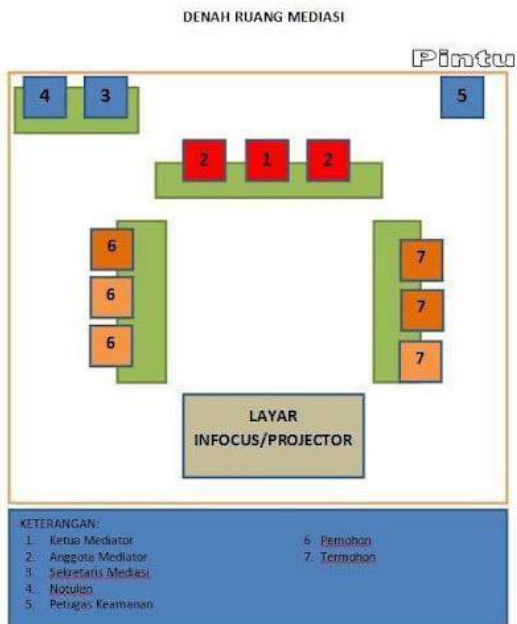 DENAH RUANG MEDIASI
Pintu
4 3 5
2 1 2
6 7
6 7
6 7
LAYAR
INFOCUS/PROJECTOR
KETERANGAN:
1. Ketua Mediator
2. Anggota Mediator
3. Sekretaris Mediasi
4. Notulen
5. Petugas Keamanan
6 Pemohon
7. Termohon